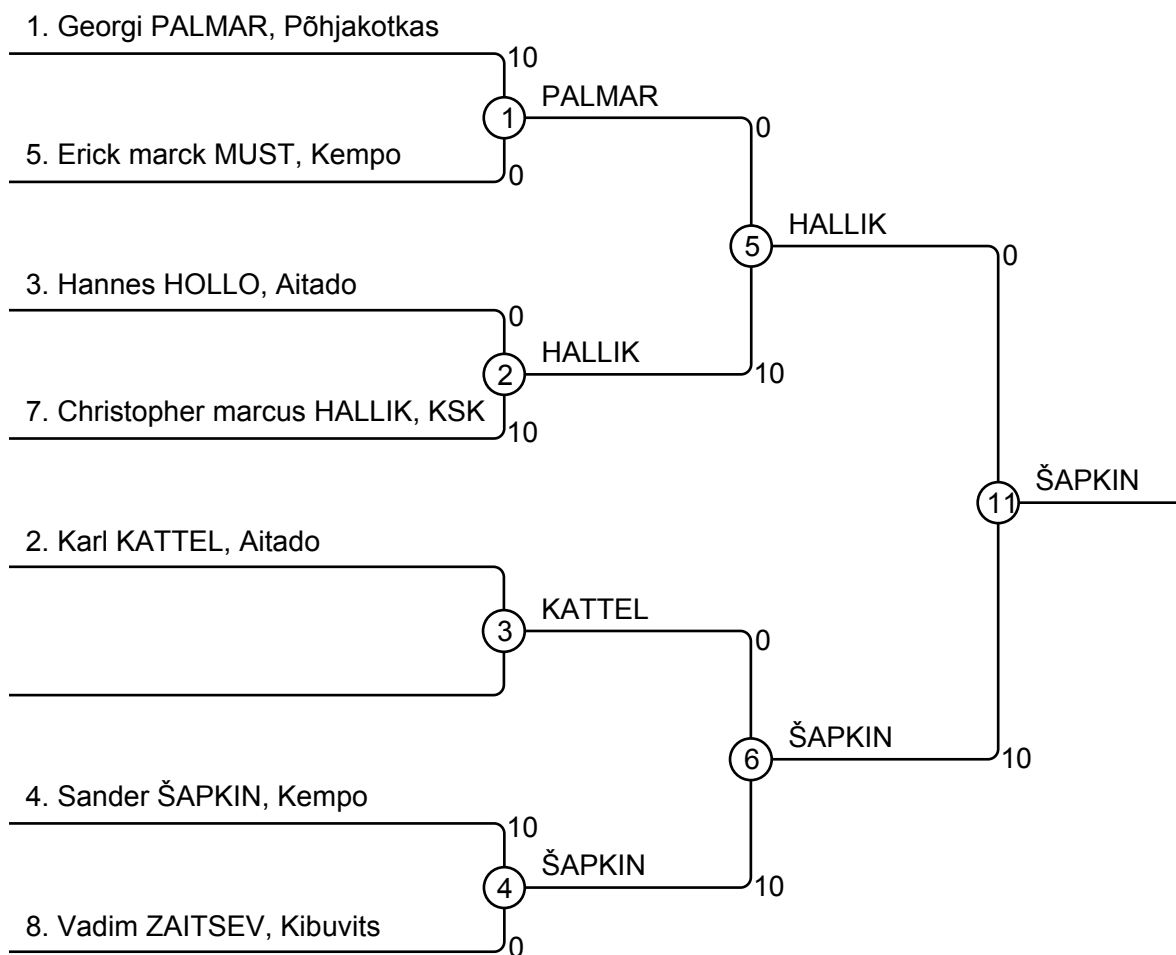 1. Georgi PALMAR, Põhjakotkas
10
PALMAR
1
0
5. Erick marck MUST, Kempo
0
HALLIK
5
0
3. Hannes HOLLO, Aitado
0
HALLIK
2
10
7. Christopher marcus HALLIK, KSK
10
ŠAPKIN
11
2. Karl KATTEL, Aitado
KATTEL
3
0
ŠAPKIN
6
10
4. Sander ŠAPKIN, Kempo
10
ŠAPKIN
4
10
8. Vadim ZAITSEV, Kibuvits
0